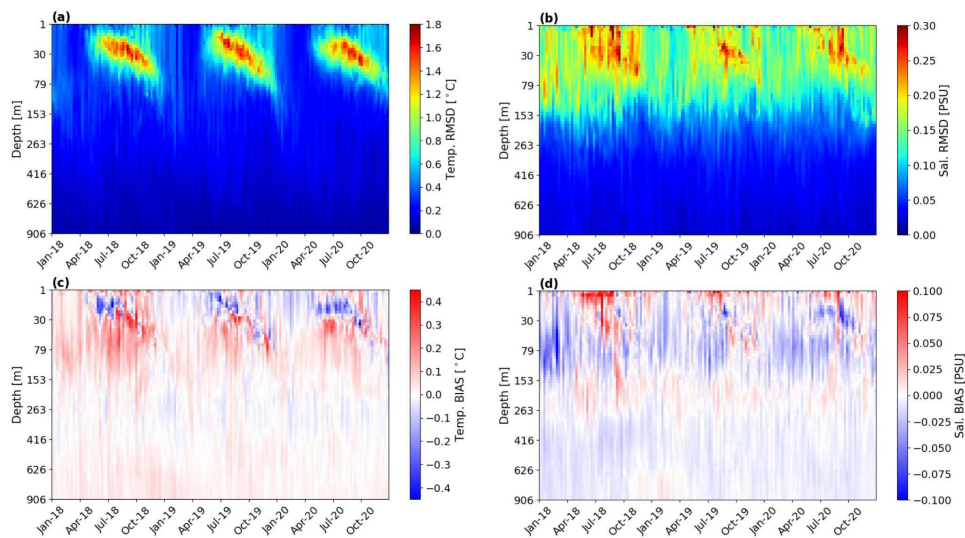 (a)
1
30
79
153
263
416
626
906
Depth [m]
Jan-18
Apr-18
Jul-18
Oct-18
Jan-19
Apr-19
Jul-19
Oct-19
Jan-20
Apr-20
Jul-20
Oct-20
1.8
1.6
1.4
1.2
1.0
0.8
0.6
0.4
0.2
0.0
Temp. RMSD [°C]
(b)
1
30
79
153
263
416
626
906
Depth [m]
Jan-18
Apr-18
Jul-18
Oct-18
Jan-19
Apr-19
Jul-19
Oct-19
Jan-20
Apr-20
Jul-20
Oct-20
0.30
0.25
0.20
0.15
0.10
0.05
0.00
Sal. RMSD [PSU]
(c)
1
30
79
153
263
416
626
906
Depth [m]
Jan-18
Apr-18
Jul-18
Oct-18
Jan-19
Apr-19
Jul-19
Oct-19
Jan-20
Apr-20
Jul-20
Oct-20
0.4
0.3
0.2
0.1
0.0
−0.1
−0.2
−0.3
−0.4
Temp. BIAS [°C]
(d)
1
30
79
153
263
416
626
906
Depth [m]
Jan-18
Apr-18
Jul-18
Oct-18
Jan-19
Apr-19
Jul-19
Oct-19
Jan-20
Apr-20
Jul-20
Oct-20
0.100
0.075
0.050
0.025
0.000
−0.025
−0.050
−0.075
−0.100
Sal. BIAS [PSU]